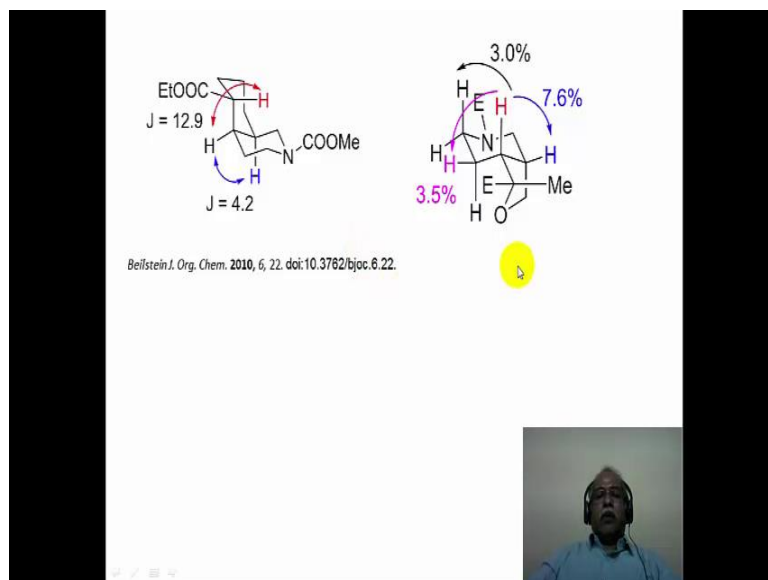 EtOOC
H
J = 12.9
H
N
COOMe
H
J = 4.2
3.0%
H
E
H
7.6%
N
H
H
H
3.5%
E
Me
H
O
Beilstein J. Org. Chem. 2010, 6, 22. doi:10.3762/bjoc.6.22.